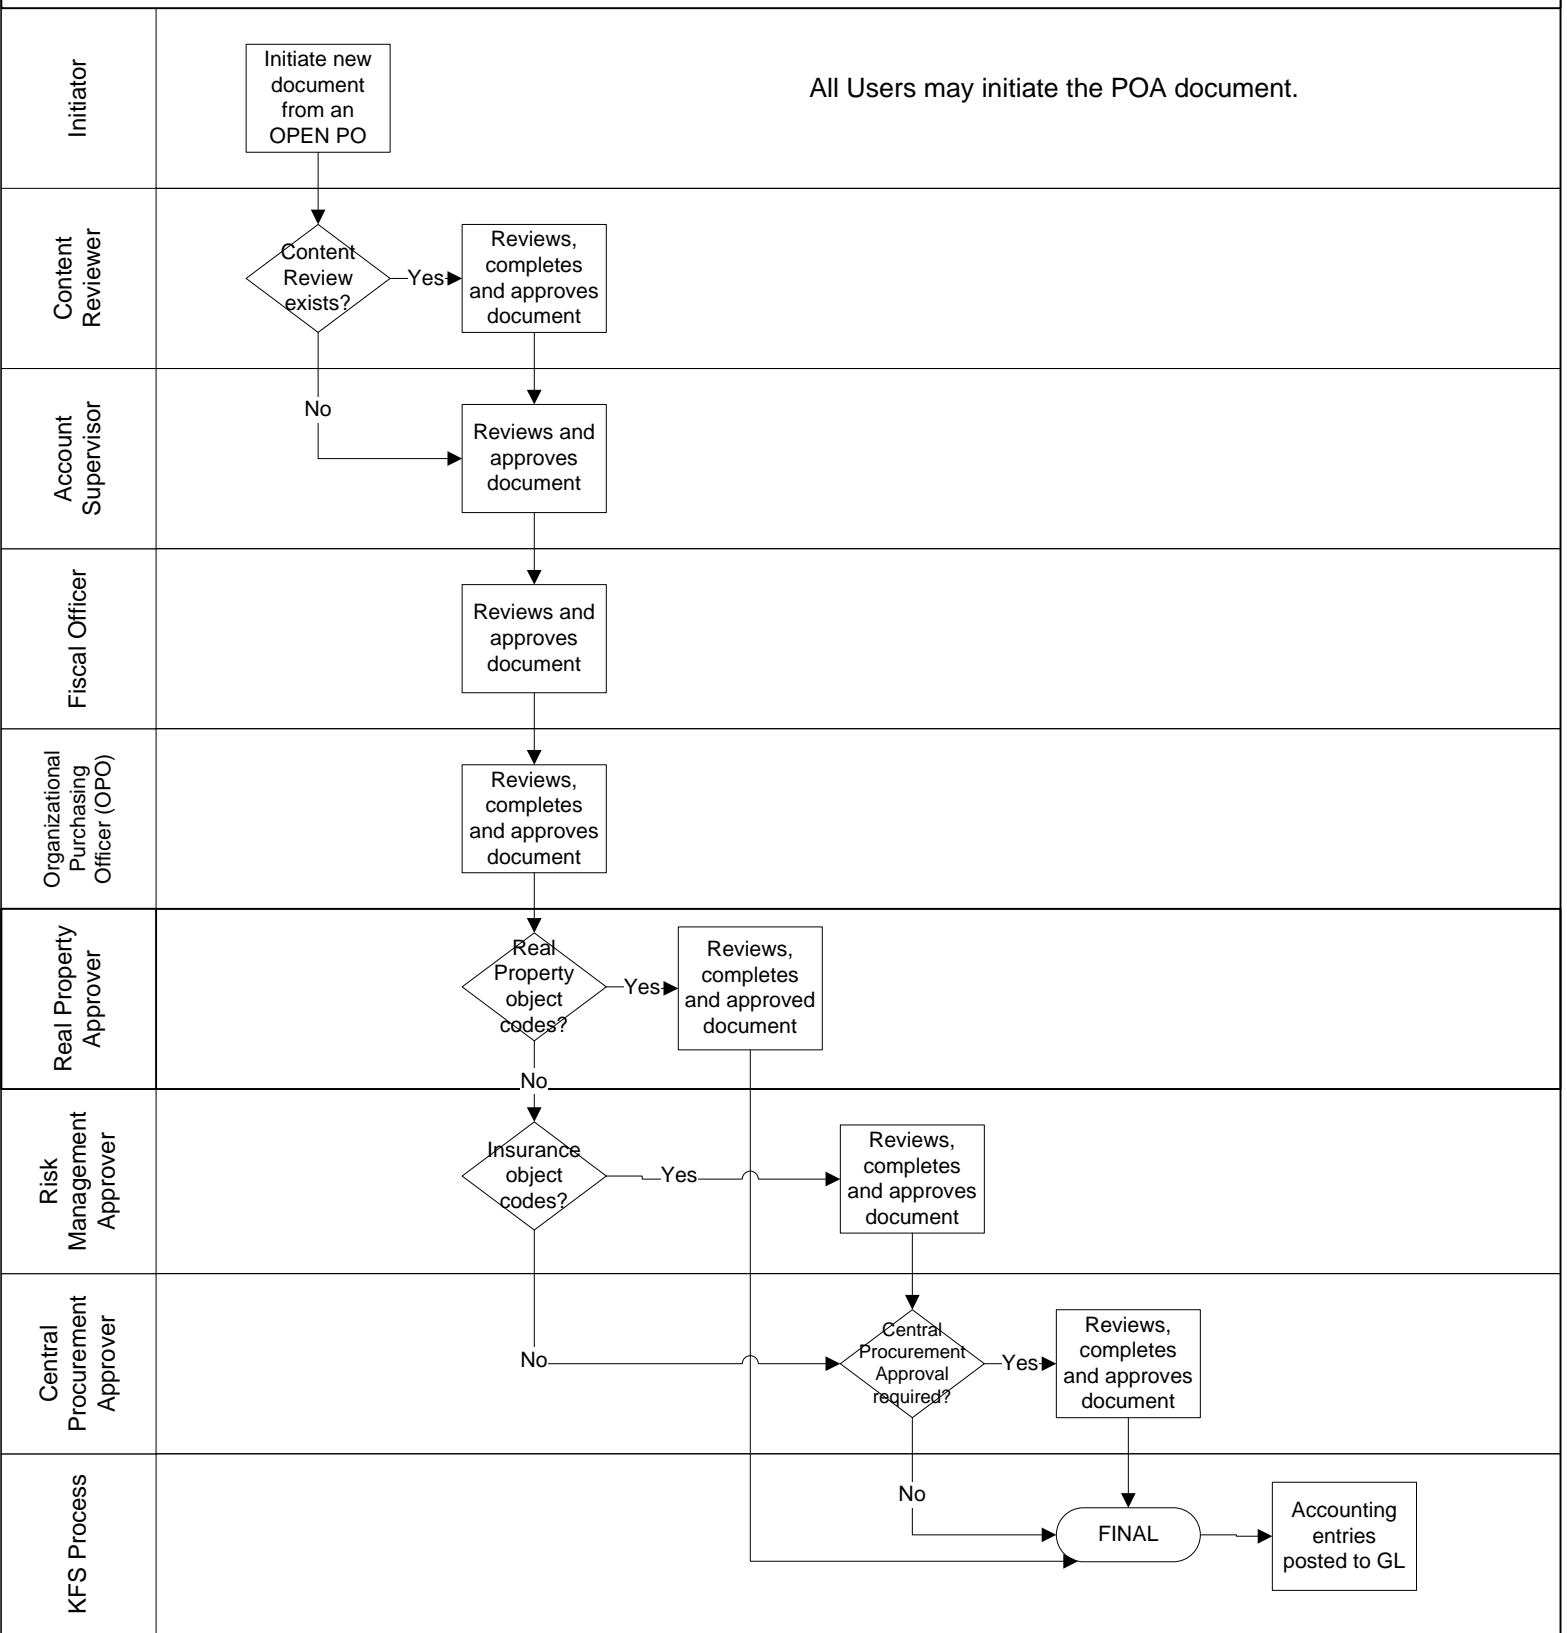 Initiator
Initiate new
document
from an
OPEN PO
All Users may initiate the POA document.
Content
Reviewer
Content
Review
exists?
Yes
Reviews,
completes
and approves
document
No
Account
Supervisor
Reviews and
approves
document
Fiscal Officer
Reviews and
approves
document
Organizational
Purchasing
Officer (OPO)
Reviews,
completes
and approves
document
Real Property
Approver
Real
Property
object
codes?
Yes
Reviews,
completes
and approved
document
No
Risk
Management
Approver
Insurance
object
codes?
Yes
Reviews,
completes
and approves
document
No
Central
Procurement
Approver
Central
Procurement
Approval
required?
Yes
Reviews,
completes
and approves
document
No
KFS Process
FINAL
Accounting
entries
posted to GL